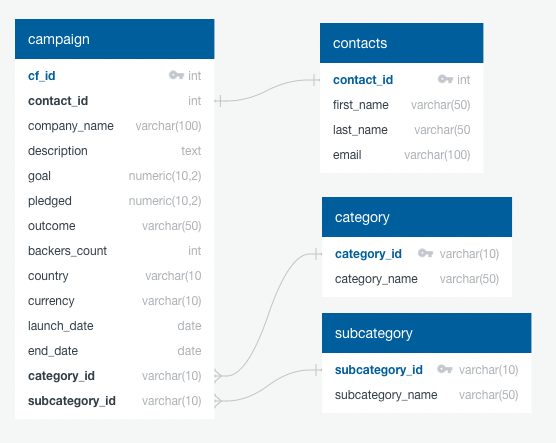 campaign
cf_id int
contact_id int
company_name varchar(100)
description text
goal numeric(10,2)
pledged numeric(10,2)
outcome varchar(50)
backers_count int
country varchar(10
currency varchar(10)
launch_date date
end_date date
category_id varchar(10)
subcategory_id varchar(10)
contacts
contact_id int
first_name varchar(50)
last_name varchar(50
email varchar(100)
category
category_id varchar(10)
category_name varchar(50)
subcategory
subcategory_id varchar(10)
subcategory_name varchar(50)